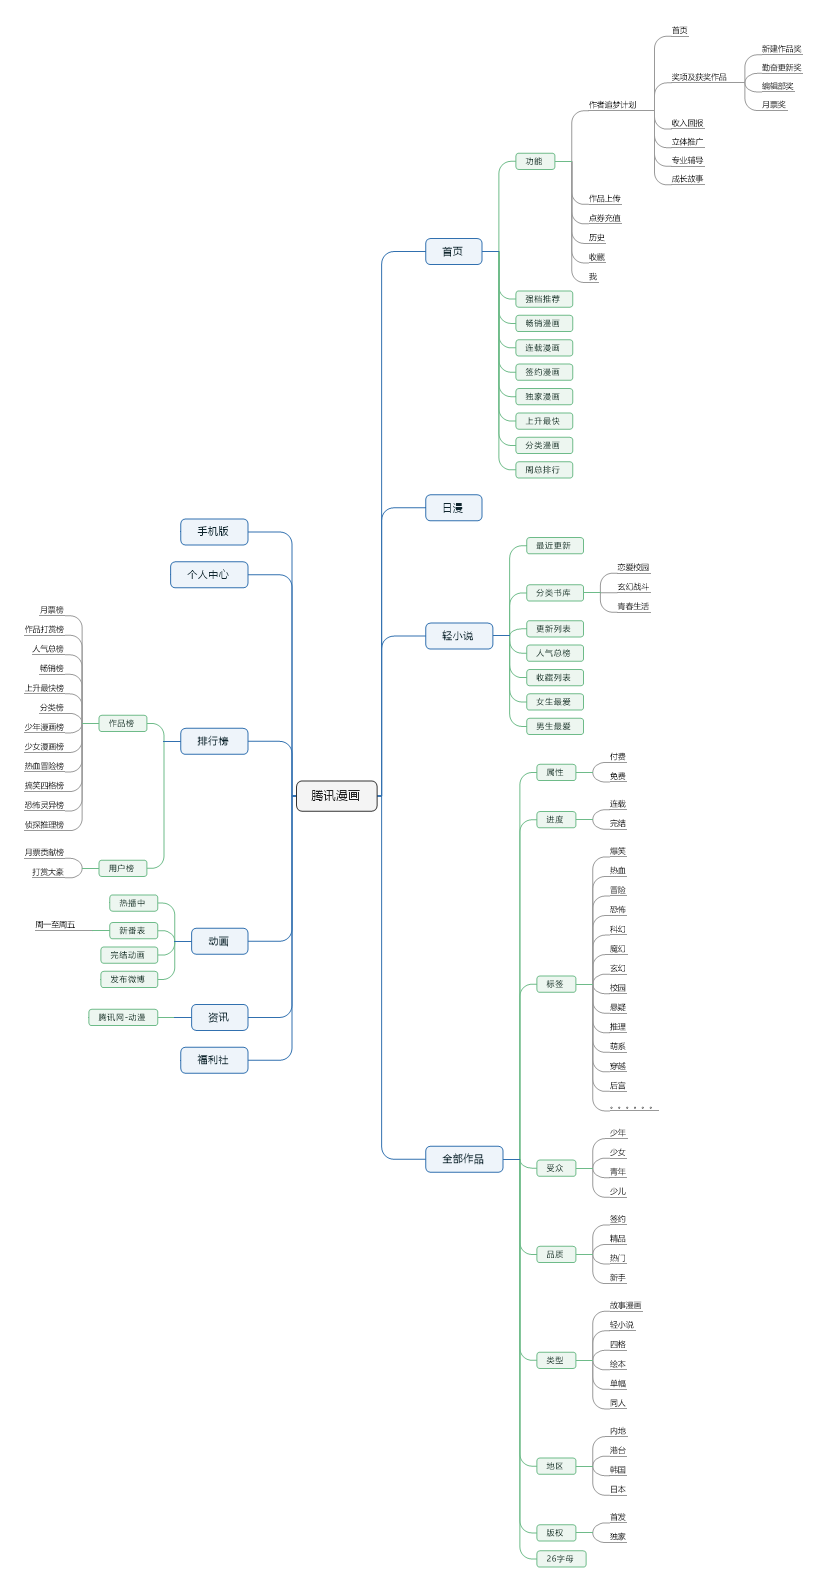 腾讯漫画
首页
功能
作者追梦计划
首页
奖项及获奖作品
新建作品奖
勤奋更新奖
编辑部奖
月票奖
收入回报
立体推广
专业辅导
成长故事
作品上传
点券充值
历史
收藏
我
强档推荐
畅销漫画
连载漫画
签约漫画
独家漫画
上升最快
分类漫画
周总排行
日漫
轻小说
最近更新
分类书库
恋爱校园
玄幻战斗
青春生活
更新列表
人气总榜
收藏列表
女生最爱
男生最爱
全部作品
属性
付费
免费
进度
连载
完结
标签
爆笑
热血
冒险
恐怖
科幻
魔幻
玄幻
校园
悬疑
推理
萌系
穿越
后宫
。。。。。。
受众
少年
少女
青年
少儿
品质
签约
精品
热门
新手
类型
故事漫画
轻小说
四格
绘本
单幅
同人
地区
内地
港台
韩国
日本
版权
首发
独家
26字母
手机版
个人中心
排行榜
作品榜
月票榜
作品打赏榜
人气总榜
畅销榜
上升最快榜
分类榜
少年漫画榜
少女漫画榜
热血冒险榜
搞笑四格榜
恐怖灵异榜
侦探推理榜
用户榜
月票贡献榜
打赏大豪
动画
热播中
新番表
周一至周五
完结动画
发布微博
资讯
腾讯网-动漫
福利社